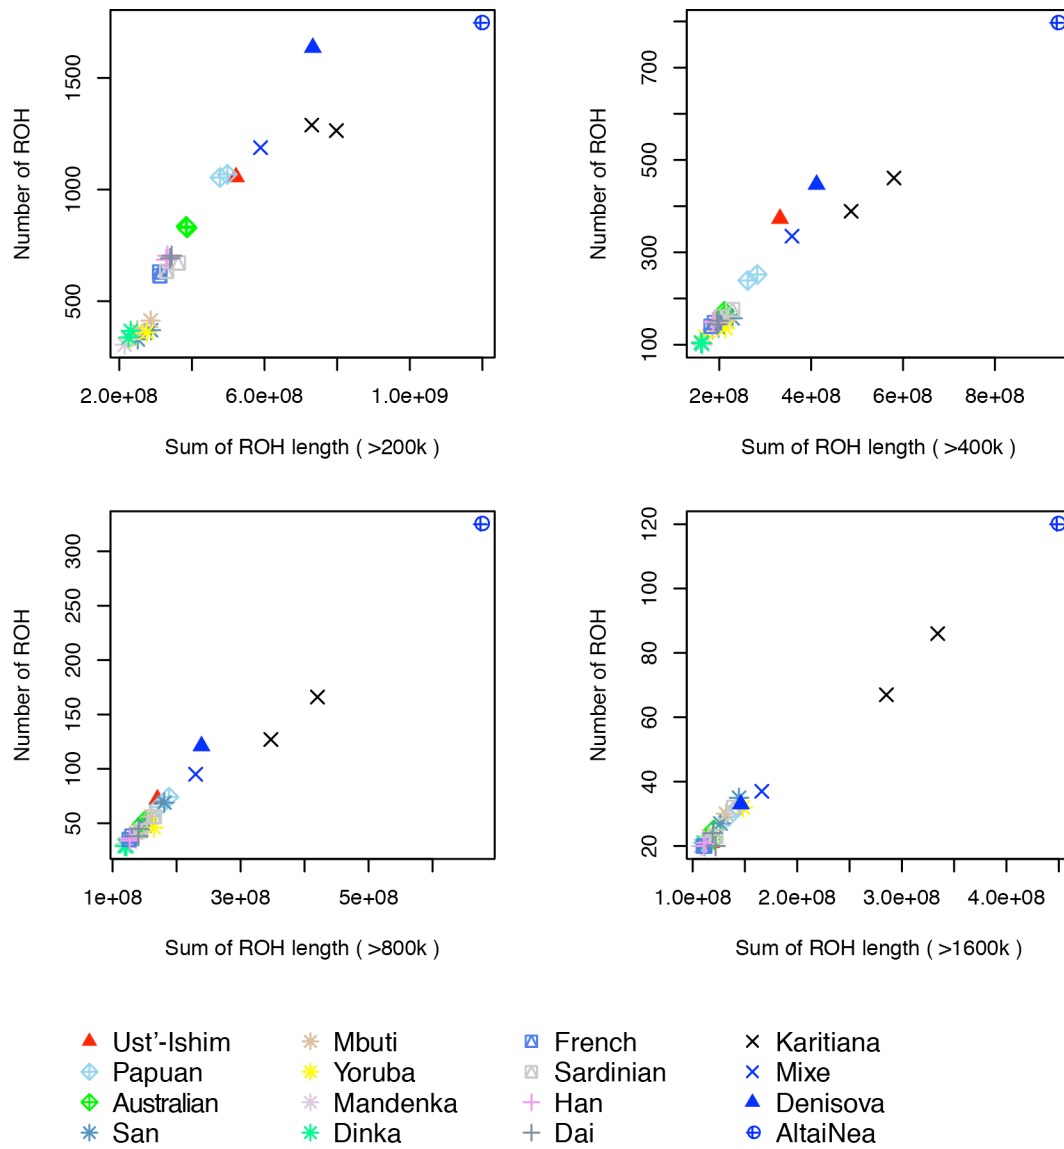 Number of ROH
500
1000
1500
2.0e+08 6.0e+08 1.0e+09
Sum of ROH length ( >200k )
Number of ROH
100
300
500
700
2e+08 4e+08 6e+08 8e+08
Sum of ROH length ( >400k )
Number of ROH
50
100
150
200
250
300
1e+08 3e+08 5e+08
Sum of ROH length ( >800k )
Number of ROH
20
40
60
80
100
120
1.0e+08 2.0e+08 3.0e+08 4.0e+08
Sum of ROH length ( >1600k )
Ust’-Ishim Mbuti French Karitiana
Papuan Yoruba Sardinian Mixe
Australian Mandenka Han Denisova
San Dinka Dai AltaiNea